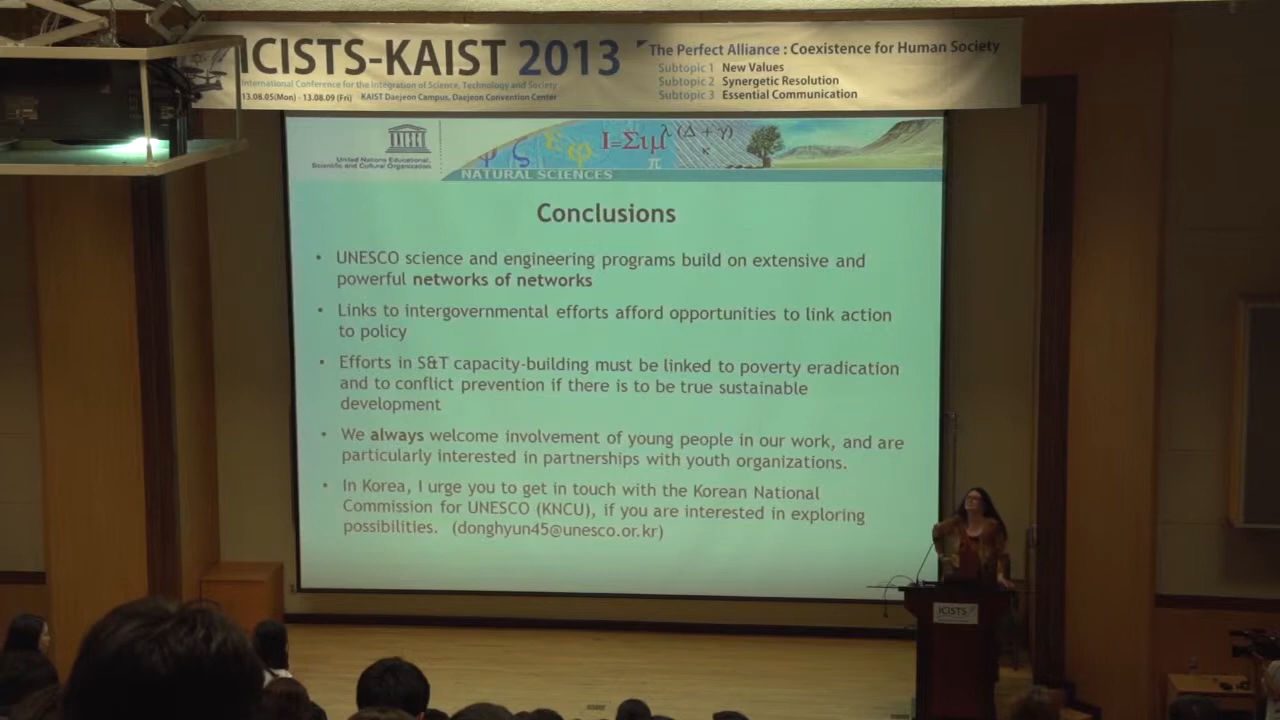 ICISTS-KAIST 2013
International Conference for the Integration of Science, Technology and Society
13.08.05(Mon) - 13.08.09 (Fri) KAIST Daejeon Campus, Daejeon Convention Center
The Perfect Alliance : Coexistence for Human Society
Subtopic 1 New Values
Subtopic 2 Synergetic Resolution
Subtopic 3 Essential Communication
United Nations Educational,
Scientific and Cultural Organization
I=Σιμλ(Δ+γ)
κ
π
NATURAL SCIENCES
Conclusions
• UNESCO science and engineering programs build on extensive and
powerful networks of networks
• Links to intergovernmental efforts afford opportunities to link action
to policy
• Efforts in S&T capacity-building must be linked to poverty eradication
and to conflict prevention if there is to be true sustainable
development
• We always welcome involvement of young people in our work, and are
particularly interested in partnerships with youth organizations.
• In Korea, I urge you to get in touch with the Korean National
Commission for UNESCO (KNCU), if you are interested in exploring
possibilities. (donghyun45@unesco.or.kr)
ICISTS